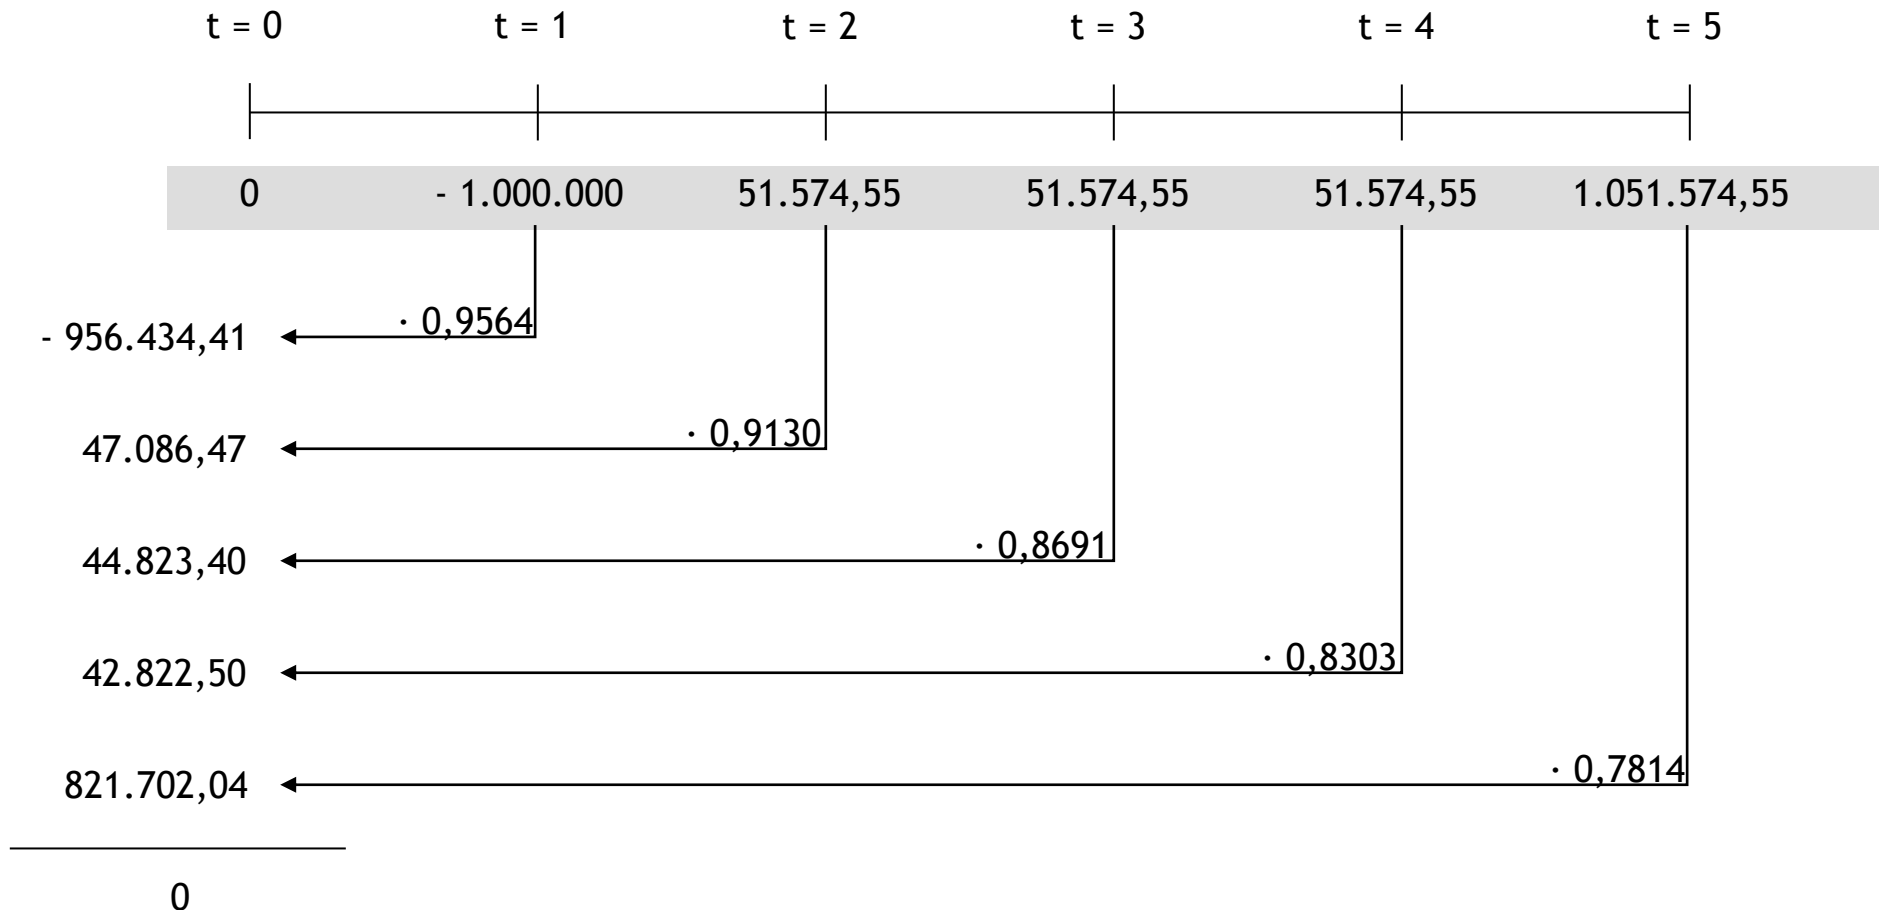 t = 0 t = 1 t = 2 t = 3 t = 4 t = 5
0 - 1.000.000 51.574,55 51.574,55 51.574,55 1.051.574,55
- 956.434,41 · 0,9564
47.086,47 · 0,9130
44.823,40 · 0,8691
42.822,50 · 0,8303
821.702,04 · 0,7814
0